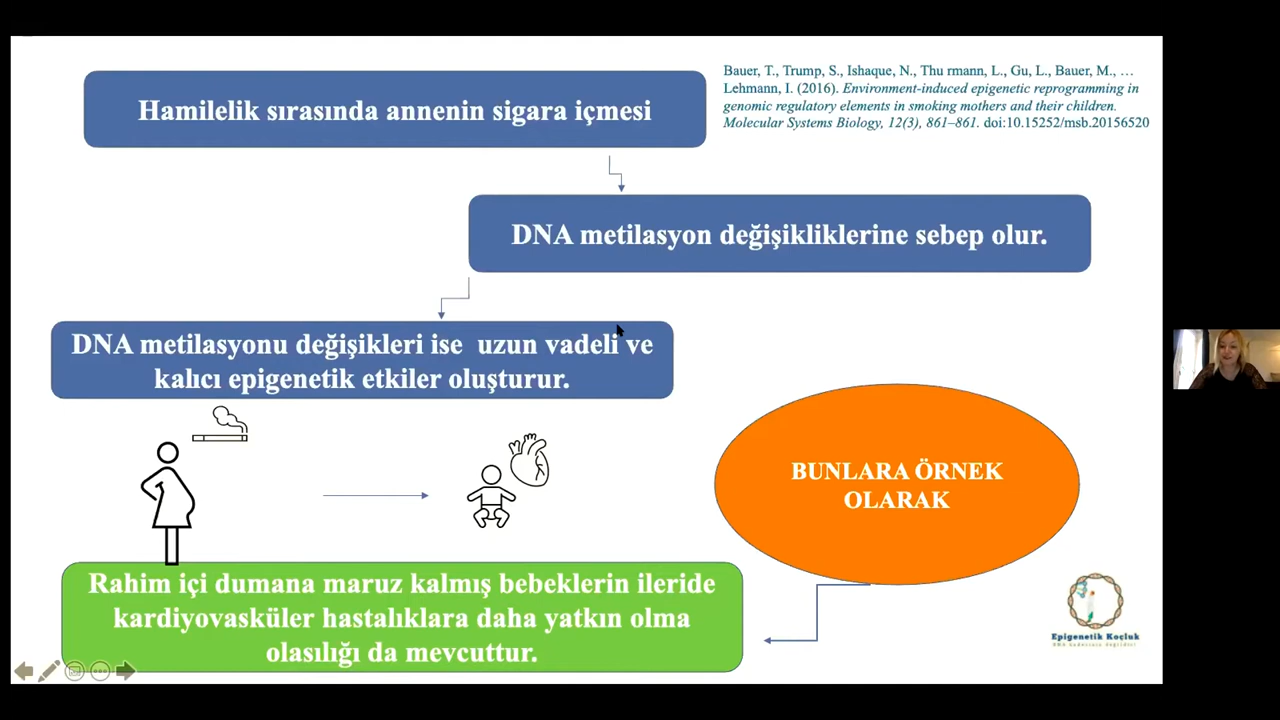 Hamilelik sırasında annenin sigara içmesi
Bauer, T., Trump, S., Ishaque, N., Thu rmann, L., Gu, L., Bauer, M., …
Lehmann, I. (2016). Environment-induced epigenetic reprogramming in
genomic regulatory elements in smoking mothers and their children.
Molecular Systems Biology, 12(3), 861–861. doi:10.15252/msb.20156520
DNA metilasyon değişikliklerine sebep olur.
DNA metilasyonu değişikleri ise uzun vadeli ve
kalıcı epigenetik etkiler oluşturur.
BUNLARA ÖRNEK
OLARAK
Rahim içi dumana maruz kalmış bebeklerin ileride
kardiyovasküler hastalıklara daha yatkın olma
olasılığı da mevcuttur.
Epigenetik Koçluk